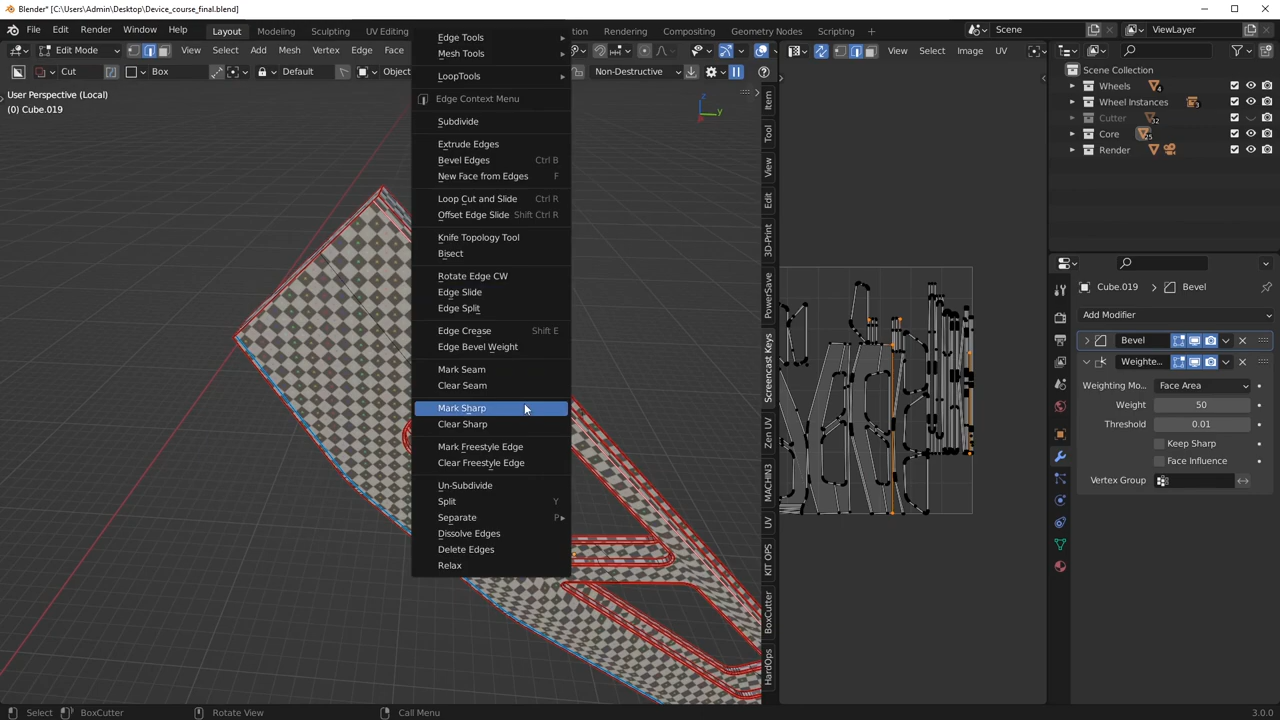 Blender* [C:\Users\Admin\Desktop\Device_course_final.blend]
File Edit Render Window Help Layout Modeling Sculpting UV Editing Rendering Compositing Geometry Nodes Scripting Scene ViewLayer
Edit Mode View Select Add Mesh Vertex Edge Face View Select Image UV
Cut Box Default Object Non-Destructive
User Perspective (Local)
(0) Cube.019
Edge Tools
Mesh Tools
LoopTools
Edge Context Menu
Subdivide
Extrude Edges
Bevel Edges Ctrl B
New Face from Edges F
Loop Cut and Slide Ctrl R
Offset Edge Slide Shift Ctrl R
Knife Topology Tool
Bisect
Rotate Edge CW
Edge Slide
Edge Split
Edge Crease Shift E
Edge Bevel Weight
Mark Seam
Clear Seam
Mark Sharp
Clear Sharp
Mark Freestyle Edge
Clear Freestyle Edge
Un-Subdivide
Split Y
Separate P
Dissolve Edges
Delete Edges
Relax
z
y
Item
Tool
View
Edit
3D-Print
PowerSave
Screencast Keys
Zen UV
MACHIN3
UV
KIT OPS
BoxCutter
HardOps
Scene Collection
Wheels 4
Wheel Instances 3
Cutter 32
Core 25
Render
Cube.019 Bevel
Add Modifier
Bevel
Weighte...
Weighting Mo... Face Area
Weight 50
Threshold 0.01
Keep Sharp
Face Influence
Vertex Group
Select BoxCutter Rotate View Call Menu 3.0.0